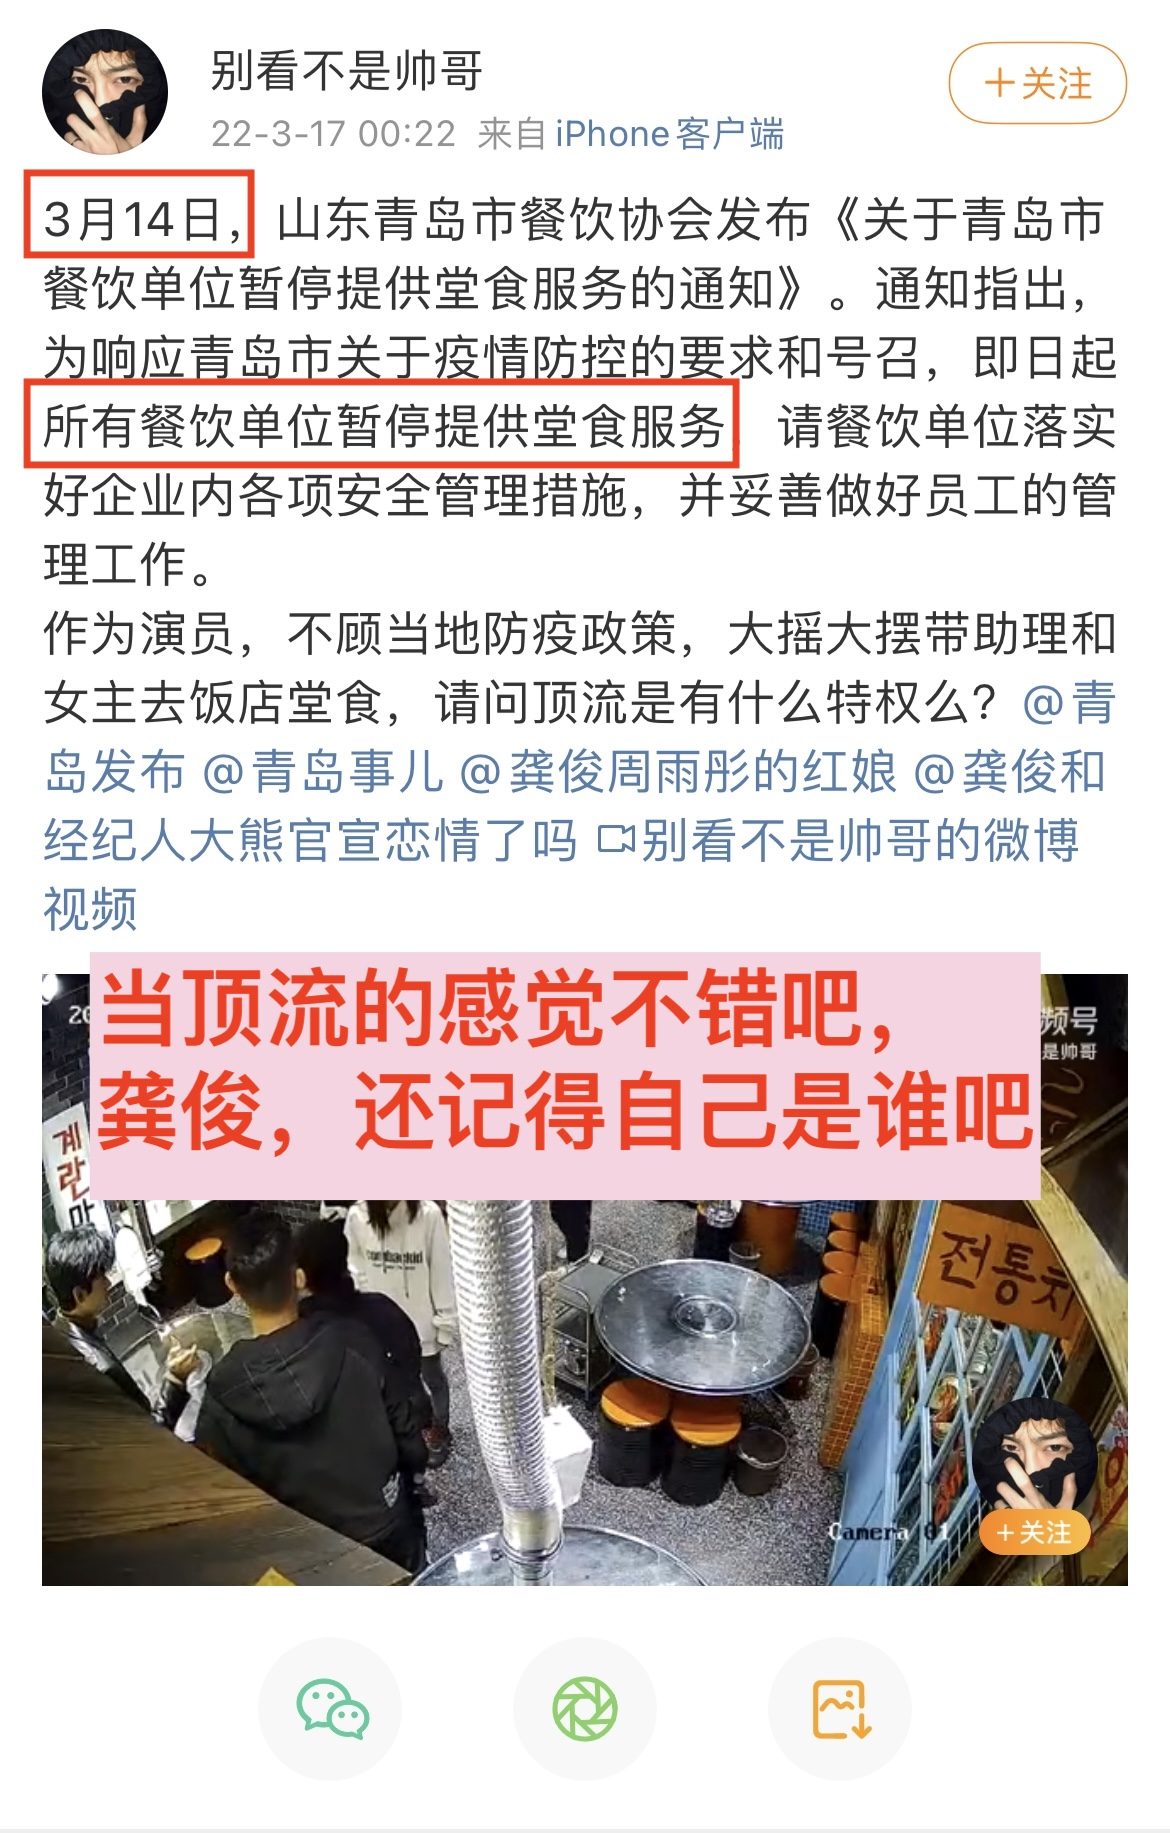 别看不是帅哥
22-3-17 00:22 来自 iPhone客户端
+关注
3月14日，山东青岛市餐饮协会发布《关于青岛市
餐饮单位暂停提供堂食服务的通知》。通知指出，
为响应青岛市关于疫情防控的要求和号召，即日起
所有餐饮单位暂停提供堂食服务，请餐饮单位落实
好企业内各项安全管理措施，并妥善做好员工的管
理工作。
作为演员，不顾当地防疫政策，大摇大摆带助理和
女主去饭店堂食，请问顶流是有什么特权么？@青
岛发布 @青岛事儿 @龚俊周雨彤的红娘 @龚俊和
经纪人大熊官宣恋情了吗 别看不是帅哥的微博
视频
当顶流的感觉不错吧，
龚俊，还记得自己是谁吧
20
频号
是帅哥
계
란
마
전통치
Camera 01
+关注